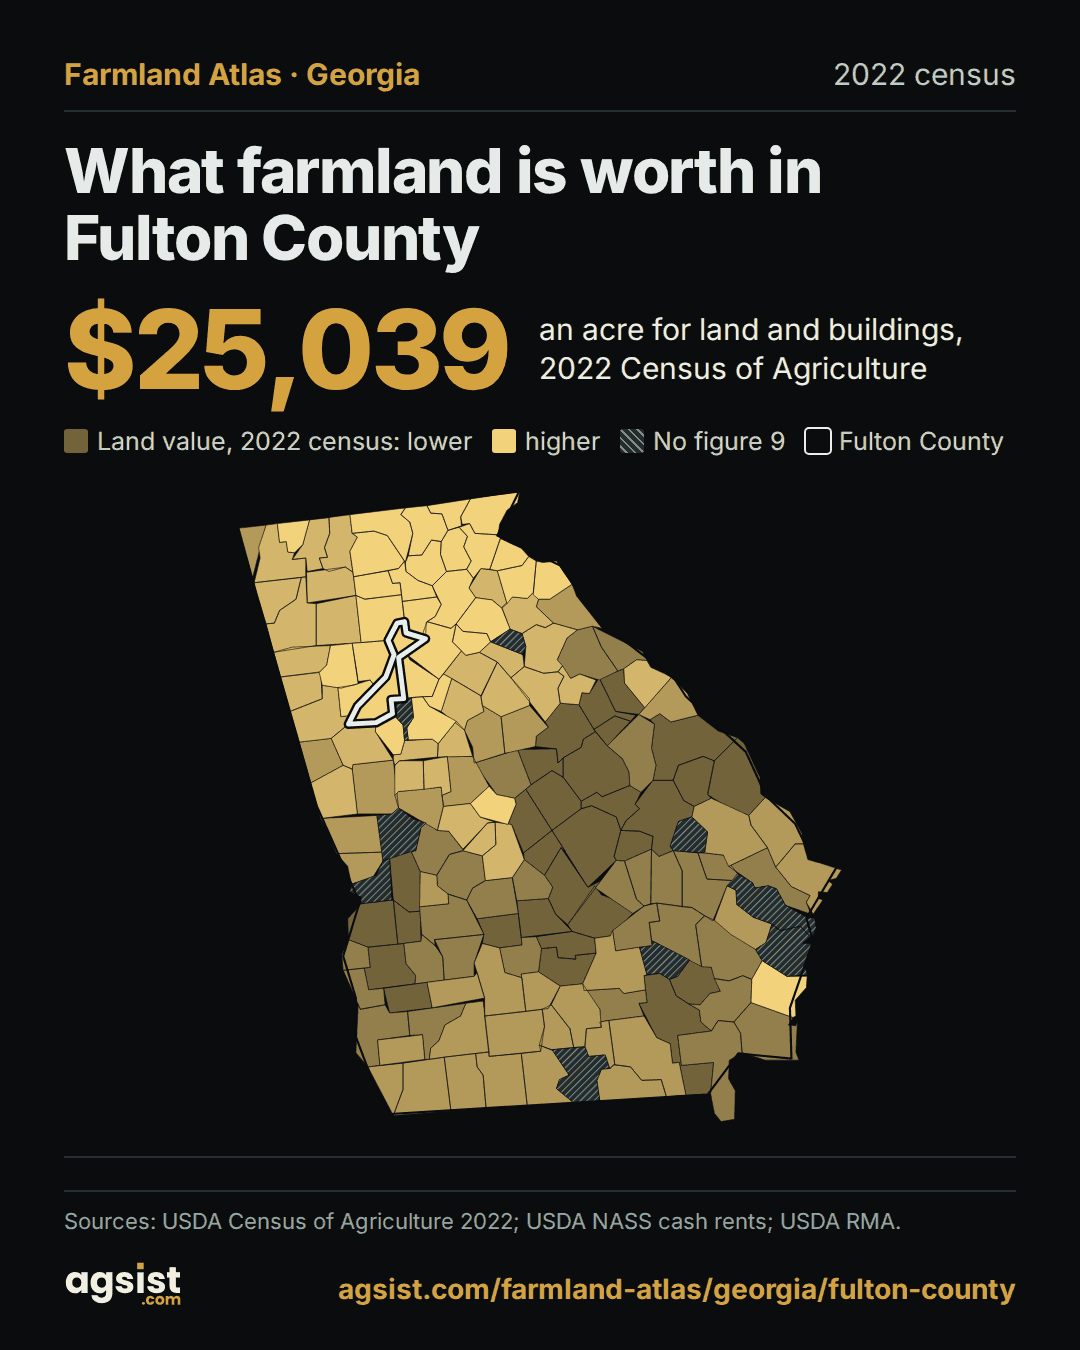 Farmland Atlas · Georgia
2022 census
What farmland is worth in
Fulton County
$25,039
an acre for land and buildings,
2022 Census of Agriculture
Land value, 2022 census: lower
higher
No figure 9
Fulton County
Sources: USDA Census of Agriculture 2022; USDA NASS cash rents; USDA RMA.
agsist
.com
agsist.com/farmland-atlas/georgia/fulton-county